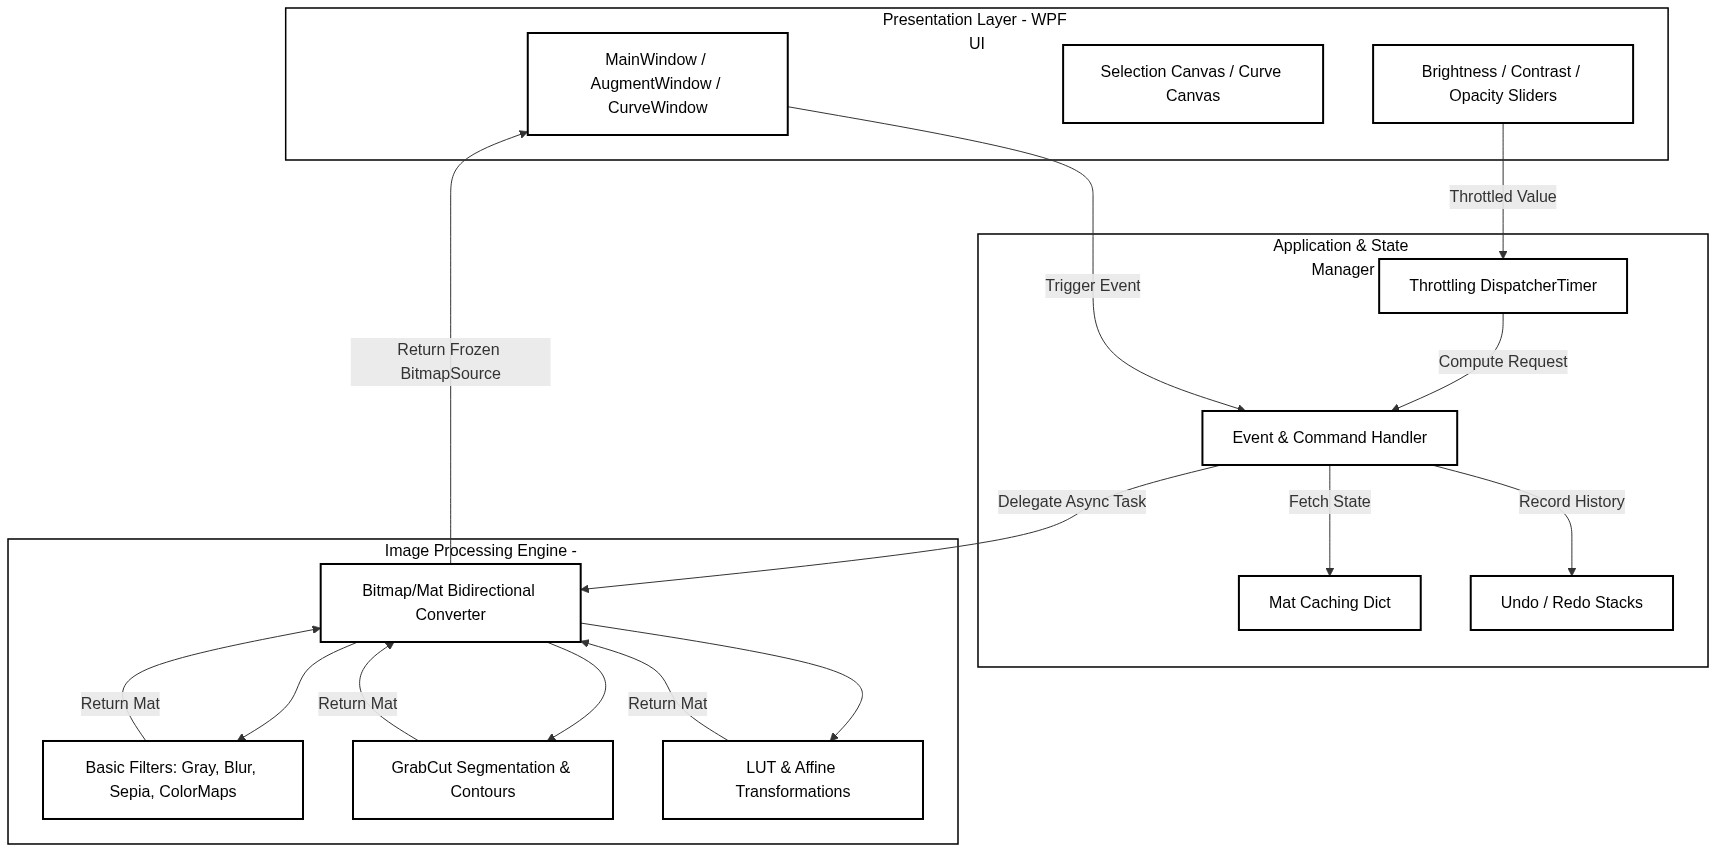 Presentation Layer - WPF
UI
MainWindow /
AugmentWindow /
CurveWindow
Selection Canvas / Curve
Canvas
Brightness / Contrast /
Opacity Sliders
Throttled Value
Application & State
Manager
Throttling DispatcherTimer
Trigger Event
Compute Request
Return Frozen
BitmapSource
Event & Command Handler
Delegate Async Task
Fetch State
Record History
Image Processing Engine -
Bitmap/Mat Bidirectional
Converter
Mat Caching Dict
Undo / Redo Stacks
Return Mat
Return Mat
Return Mat
Basic Filters: Gray, Blur,
Sepia, ColorMaps
GrabCut Segmentation &
Contours
LUT & Affine
Transformations